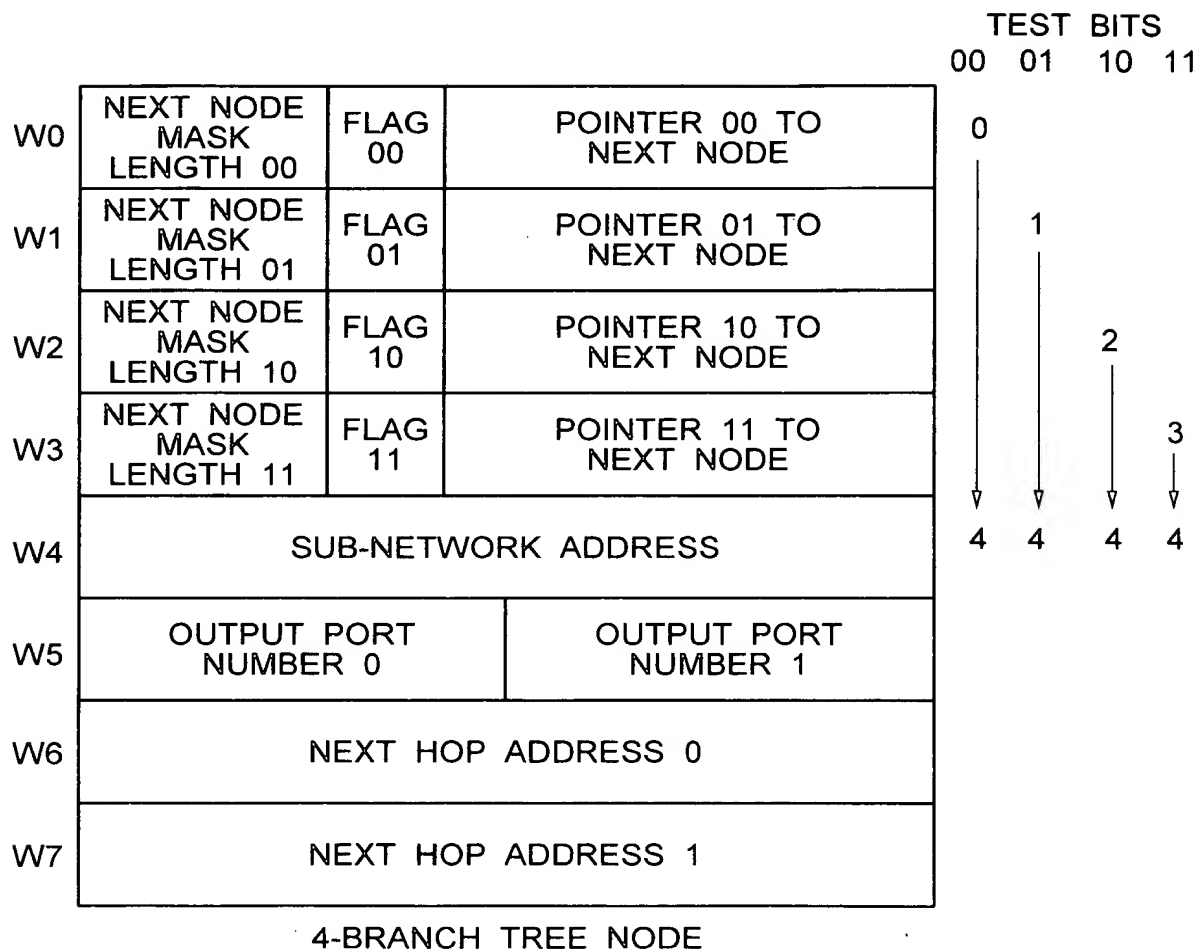 TEST BITS
00 01 10 11
W0
NEXT NODE
MASK
LENGTH 00
FLAG
00
POINTER 00 TO
NEXT NODE
0
W1
NEXT NODE
MASK
LENGTH 01
FLAG
01
POINTER 01 TO
NEXT NODE
1
W2
NEXT NODE
MASK
LENGTH 10
FLAG
10
POINTER 10 TO
NEXT NODE
2
W3
NEXT NODE
MASK
LENGTH 11
FLAG
11
POINTER 11 TO
NEXT NODE
3
W4
SUB-NETWORK ADDRESS
4 4 4 4
W5
OUTPUT PORT
NUMBER 0
OUTPUT PORT
NUMBER 1
W6
NEXT HOP ADDRESS 0
W7
NEXT HOP ADDRESS 1
4-BRANCH TREE NODE